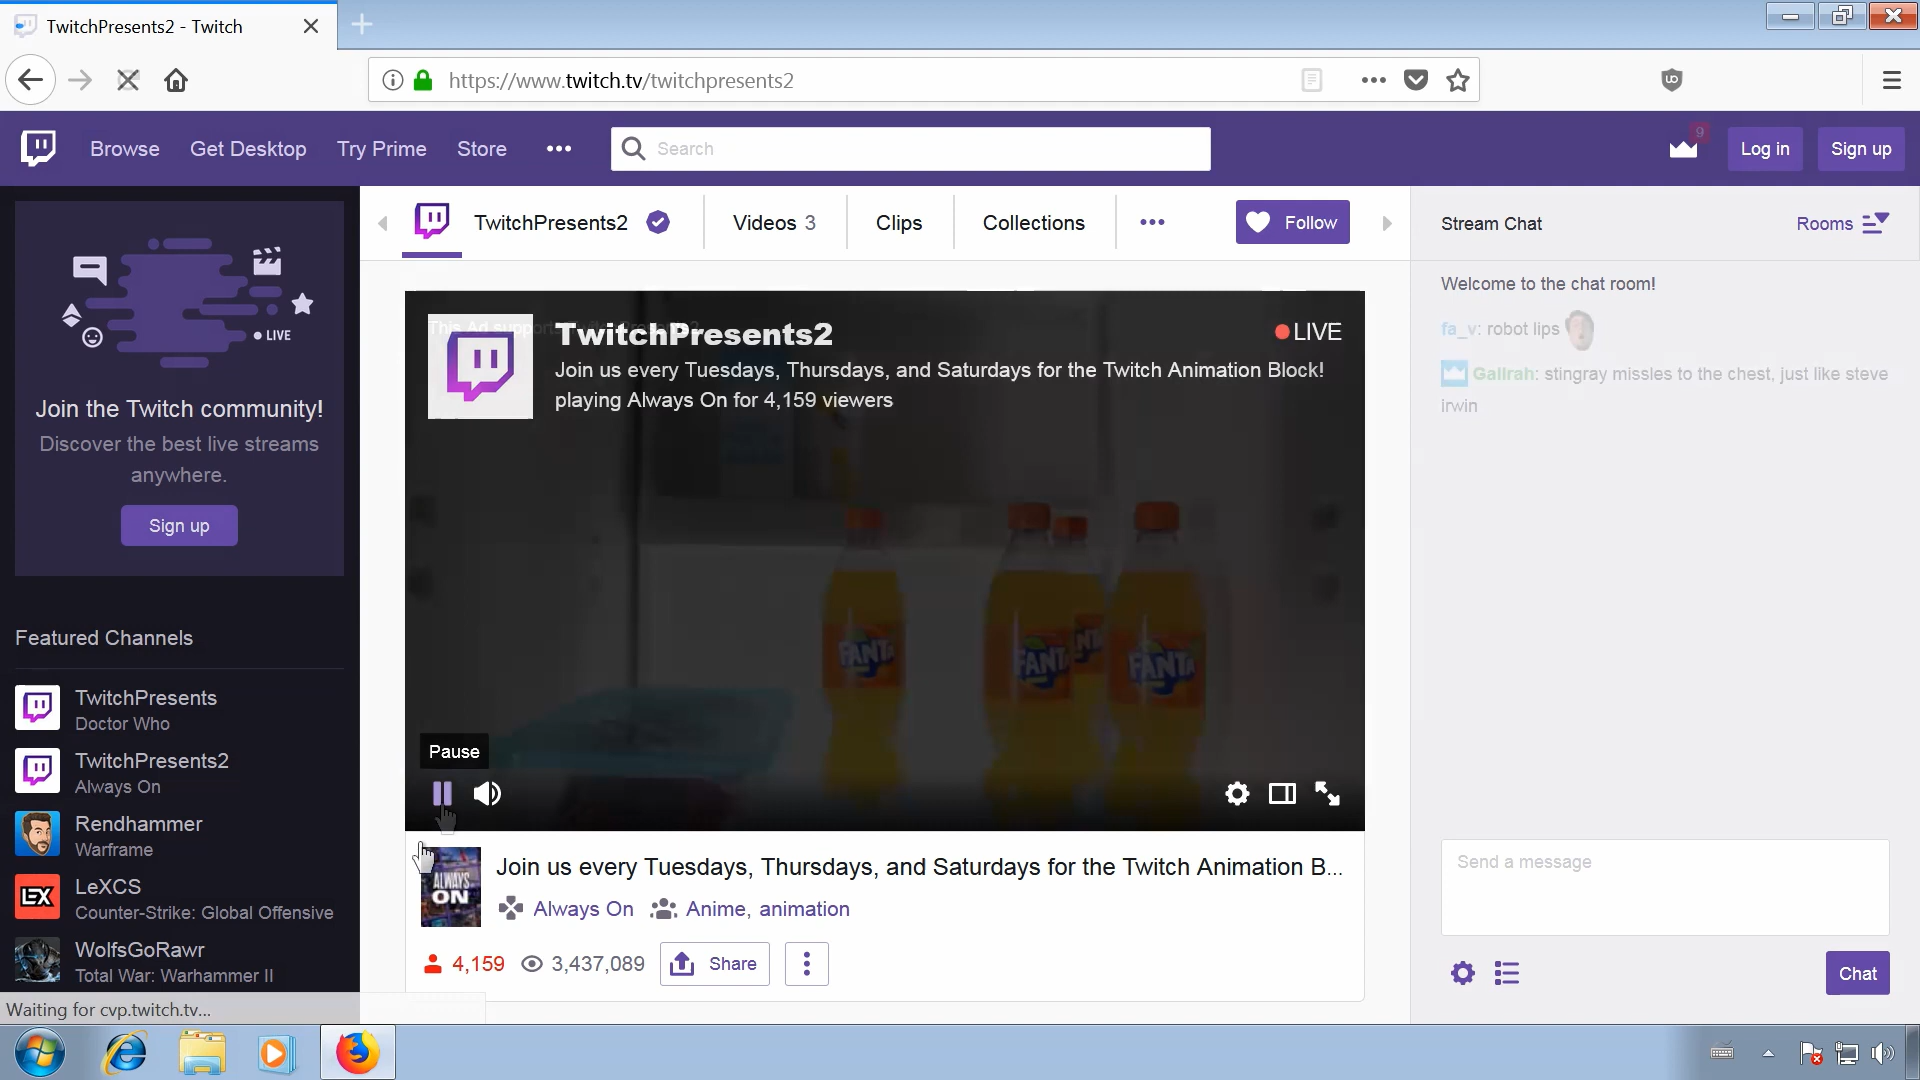 TwitchPresents2 - Twitch
https://www.twitch.tv/twitchpresents2
Browse
Get Desktop
Try Prime
Store
Search
9
Log in
Sign up
Join the Twitch community!
Discover the best live streams
anywhere.
Sign up
LIVE
Featured Channels
TwitchPresents
Doctor Who
TwitchPresents2
Always On
Rendhammer
Warframe
LEX
LeXCS
Counter-Strike: Global Offensive
WolfsGoRawr
Total War: Warhammer II
Waiting for cvp.twitch.tv...
TwitchPresents2
Videos 3
Clips
Collections
Follow
This Ad supports
TwitchPresents2
LIVE
Join us every Tuesdays, Thursdays, and Saturdays for the Twitch Animation Block!
playing Always On for 4,159 viewers
FANTA
FANTA
FANTA
Pause
ALWAYS
ON
Join us every Tuesdays, Thursdays, and Saturdays for the Twitch Animation B...
Always On
Anime, animation
4,159
3,437,089
Share
Stream Chat
Rooms
Welcome to the chat room!
fa_v: robot lips
Gallrah: stingray missles to the chest, just like steve
irwin
Send a message
Chat